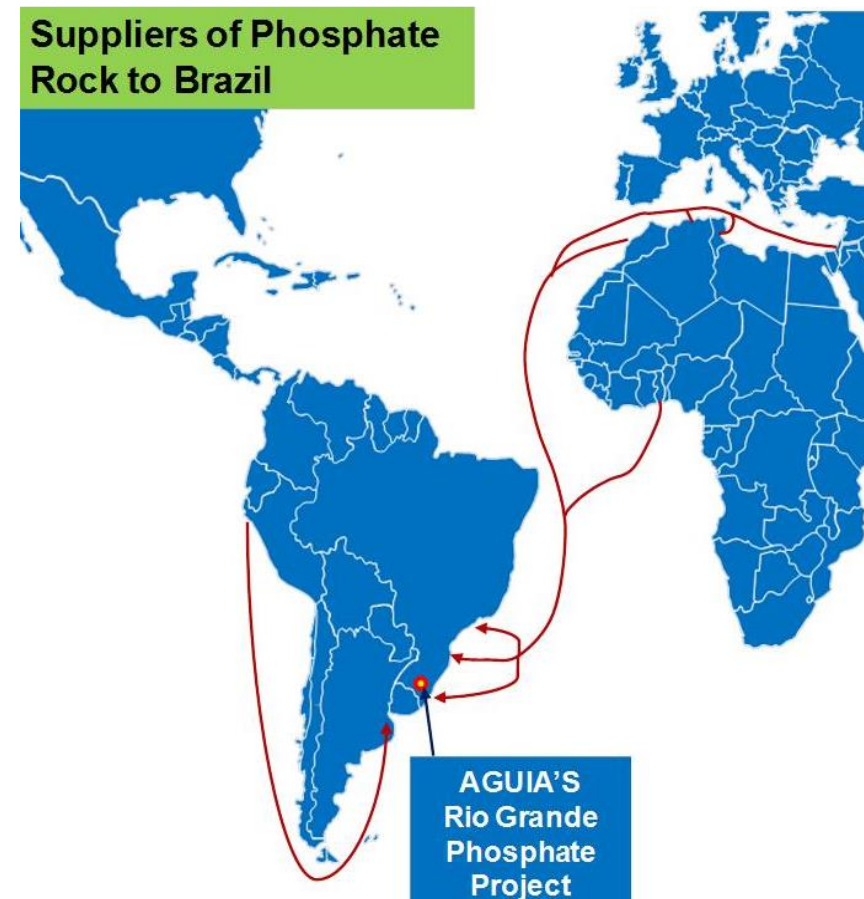 Suppliers of Phosphate
Rock to Brazil
AGUIA’S
Rio Grande
Phosphate
Project